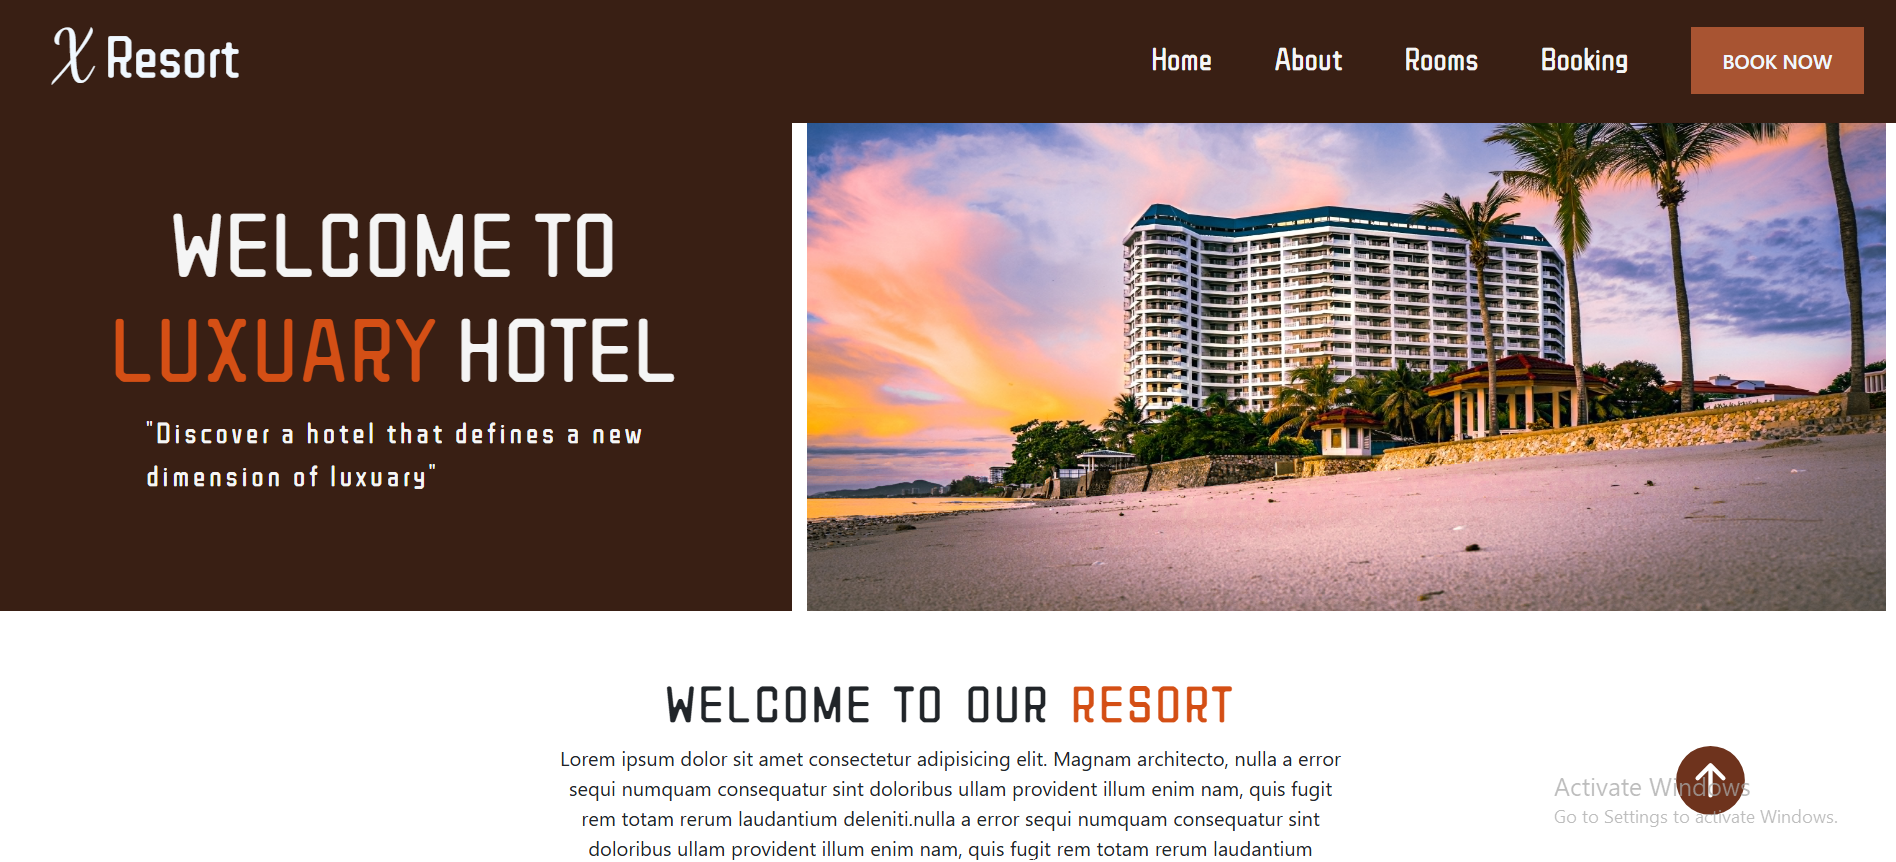 X Resort
Home About Rooms Booking BOOK NOW
WELCOME TO
LUXUARY HOTEL
"Discover a hotel that defines a new
dimension of luxuary"
WELCOME TO OUR RESORT
Lorem ipsum dolor sit amet consectetur adipisicing elit. Magnam architecto, nulla a error
sequi numquam consequatur sint doloribus ullam provident illum enim nam, quis fugit
rem totam rerum laudantium deleniti.nulla a error sequi numquam consequatur sint
doloribus ullam provident illum enim nam, quis fugit rem totam rerum laudantium
Activate Windows
Go to Settings to activate Windows.